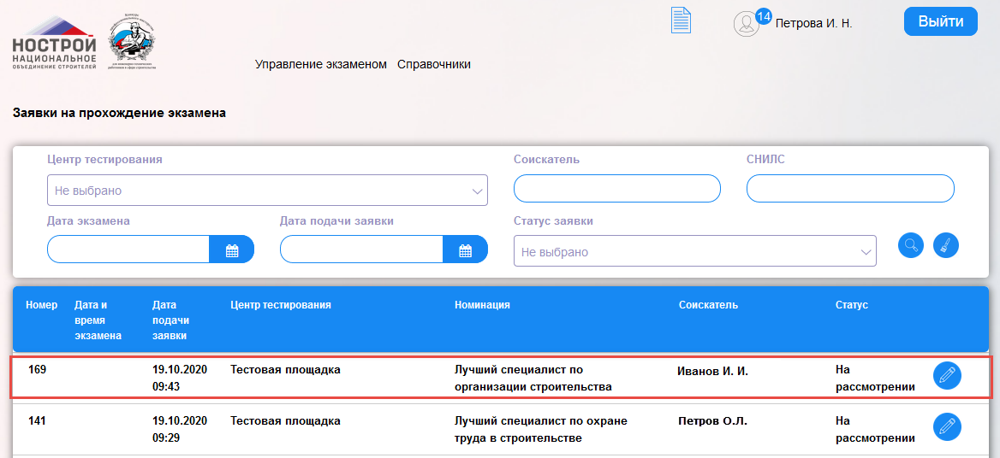 НОСТРОЙ
НАЦИОНАЛЬНОЕ
ОБЪЕДИНЕНИЕ СТРОИТЕЛЕЙ
14
Петрова И. Н.
Выйти
Управление экзаменом Справочники
Заявки на прохождение экзамена
Центр тестирования Соискатель СНИЛС
Не выбрано
Дата экзамена Дата подачи заявки Статус заявки
Не выбрано
Номер Дата и Дата Центр тестирования Номинация Соискатель Статус
время подачи
экзамена заявки
169 19.10.2020 Тестовая площадка Лучший специалист по Иванов И. И. На
09:43 организации строительства рассмотрении
141 19.10.2020 Тестовая площадка Лучший специалист по охране Петров О.Л. На
09:29 труда в строительстве рассмотрении